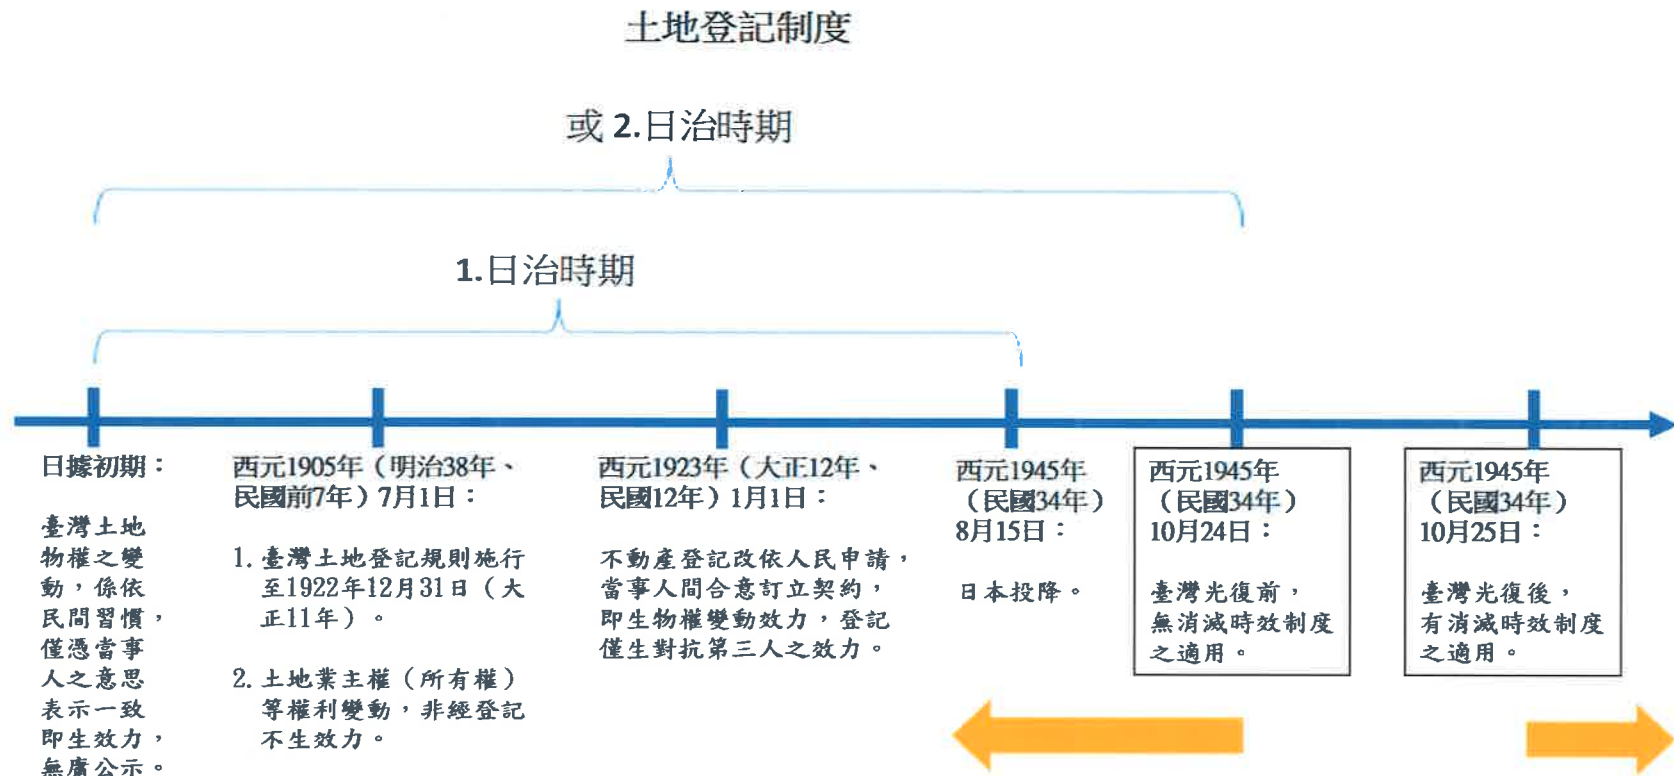 土地登記制度
或 2.日治時期
1.日治時期
日據初期：
臺灣土地
物權之變
動，係依
民間習慣，
僅憑當事
人之意思
表示一致
即生效力，
無庸公示。
西元1905年（明治38年、
民國前7年）7月1日：
1. 臺灣土地登記規則施行
至1922年12月31日（大
正11年）。
2. 土地業主權（所有權）
等權利變動，非經登記
不生效力。
西元1923年（大正12年、
民國12年）1月1日：
不動產登記改依人民申請，
當事人間合意訂立契約，
即生物權變動效力，登記
僅生對抗第三人之效力。
西元1945年
（民國34年）
8月15日：
日本投降。
西元1945年
（民國34年）
10月24日：
臺灣光復前，
無消滅時效制度
之適用。
西元1945年
（民國34年）
10月25日：
臺灣光復後，
有消滅時效制度
之適用。